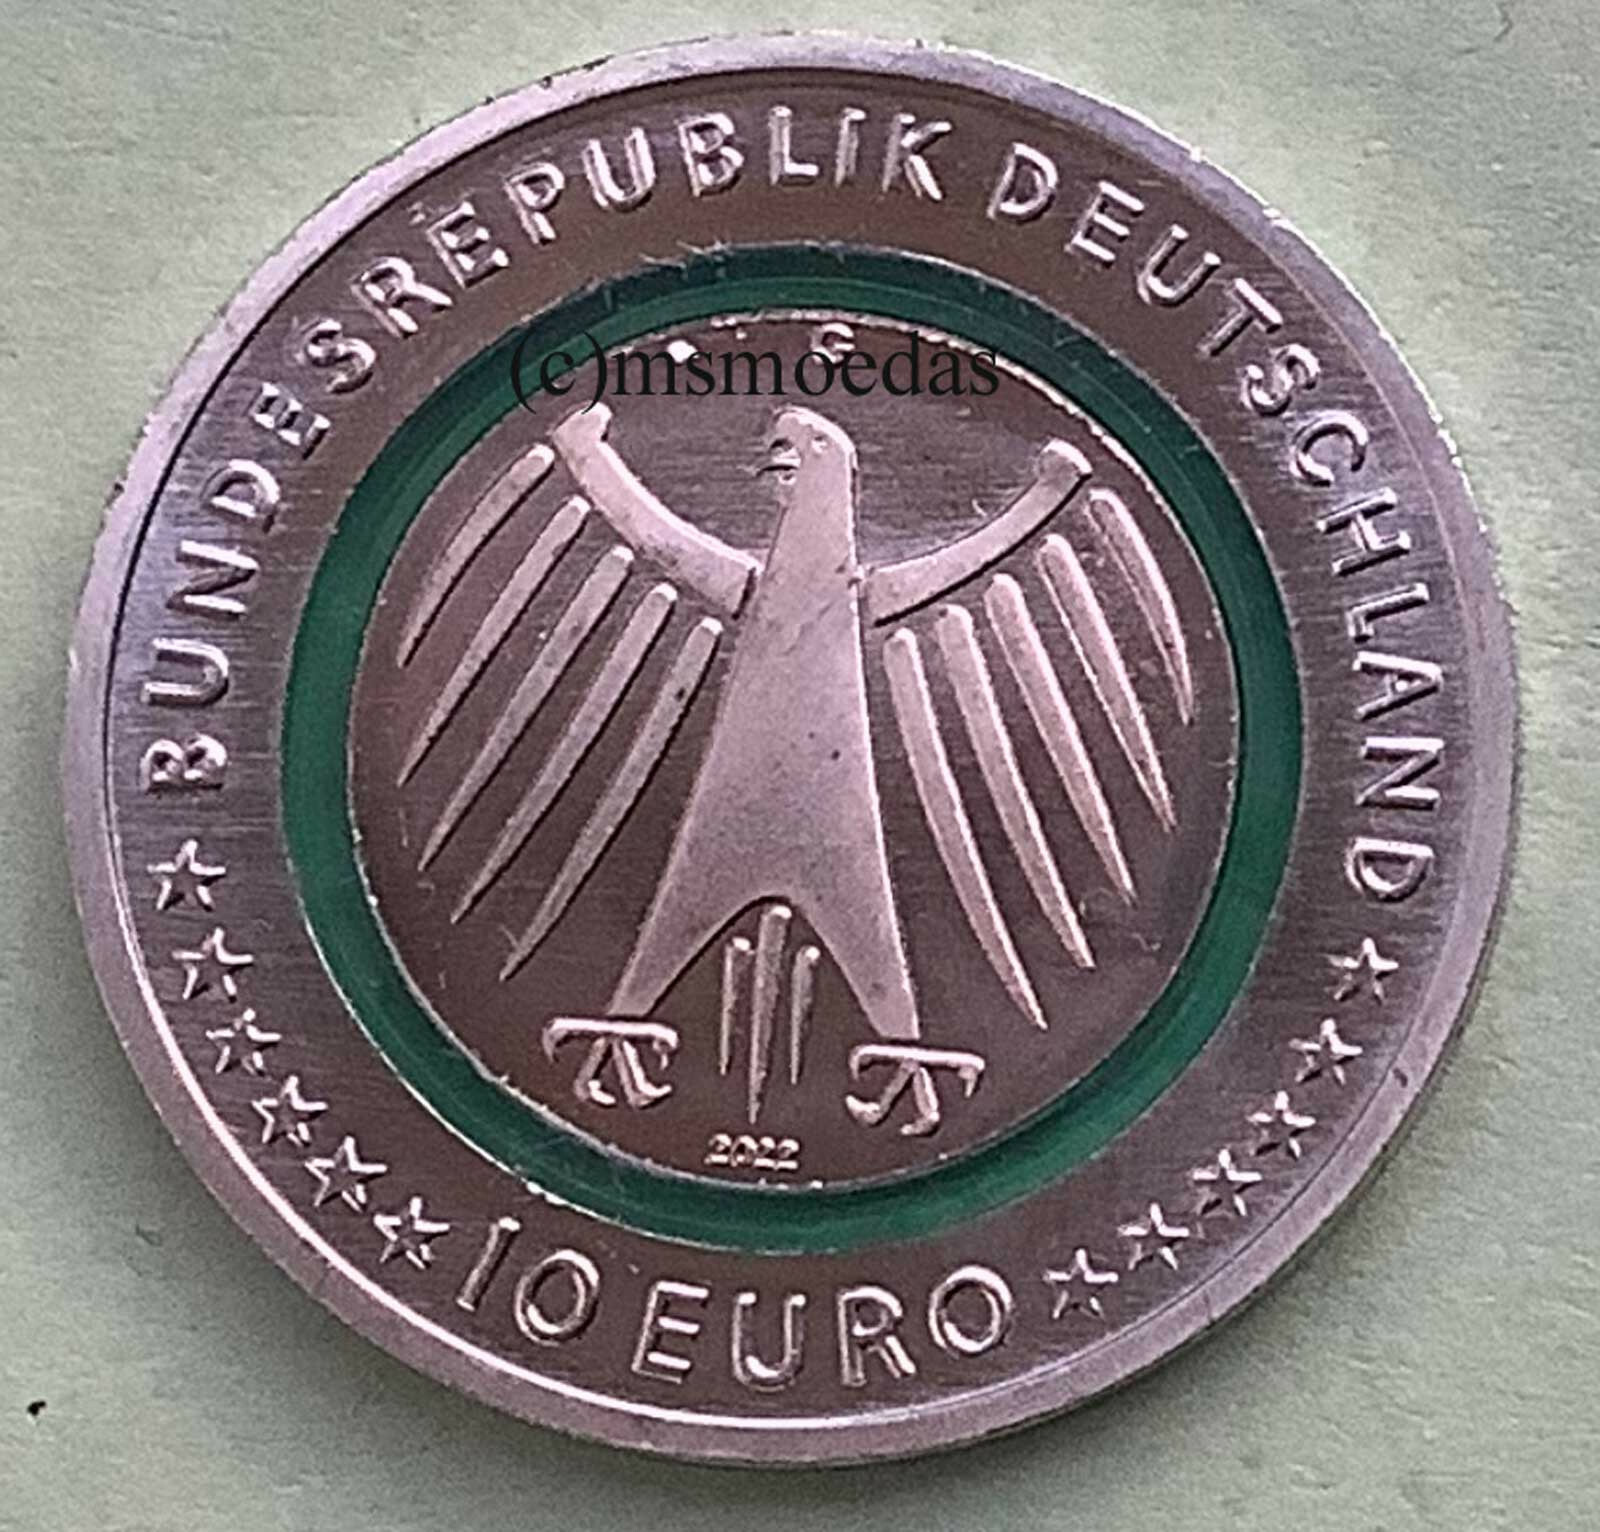 BUNDESREPUBLIK DEUTSCHLAND
(c)msmoedas
G
2022
10 EURO